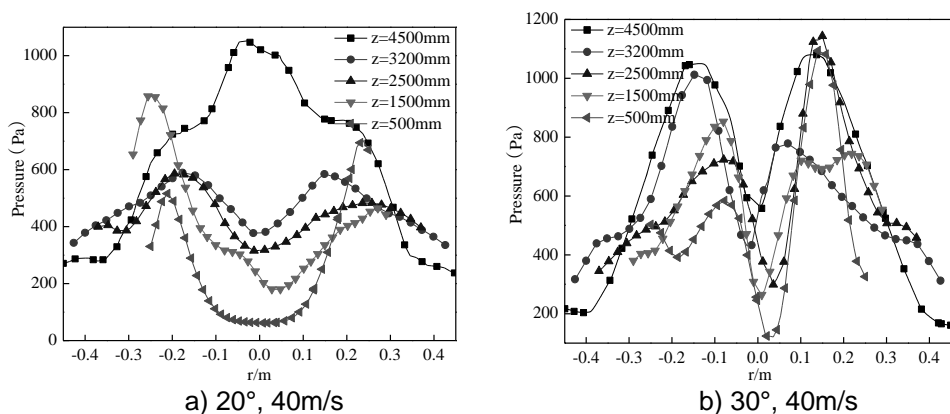 1000
800
600
400
200
0
Pressure (Pa)
z=4500mm
z=3200mm
z=2500mm
z=1500mm
z=500mm
-0.4 -0.3 -0.2 -0.1 0.0 0.1 0.2 0.3 0.4
r/m
a) 20°, 40m/s
1200
1000
800
600
400
200
Pressure (Pa)
z=4500mm
z=3200mm
z=2500mm
z=1500mm
z=500mm
-0.4 -0.3 -0.2 -0.1 0.0 0.1 0.2 0.3 0.4
r/m
b) 30°, 40m/s